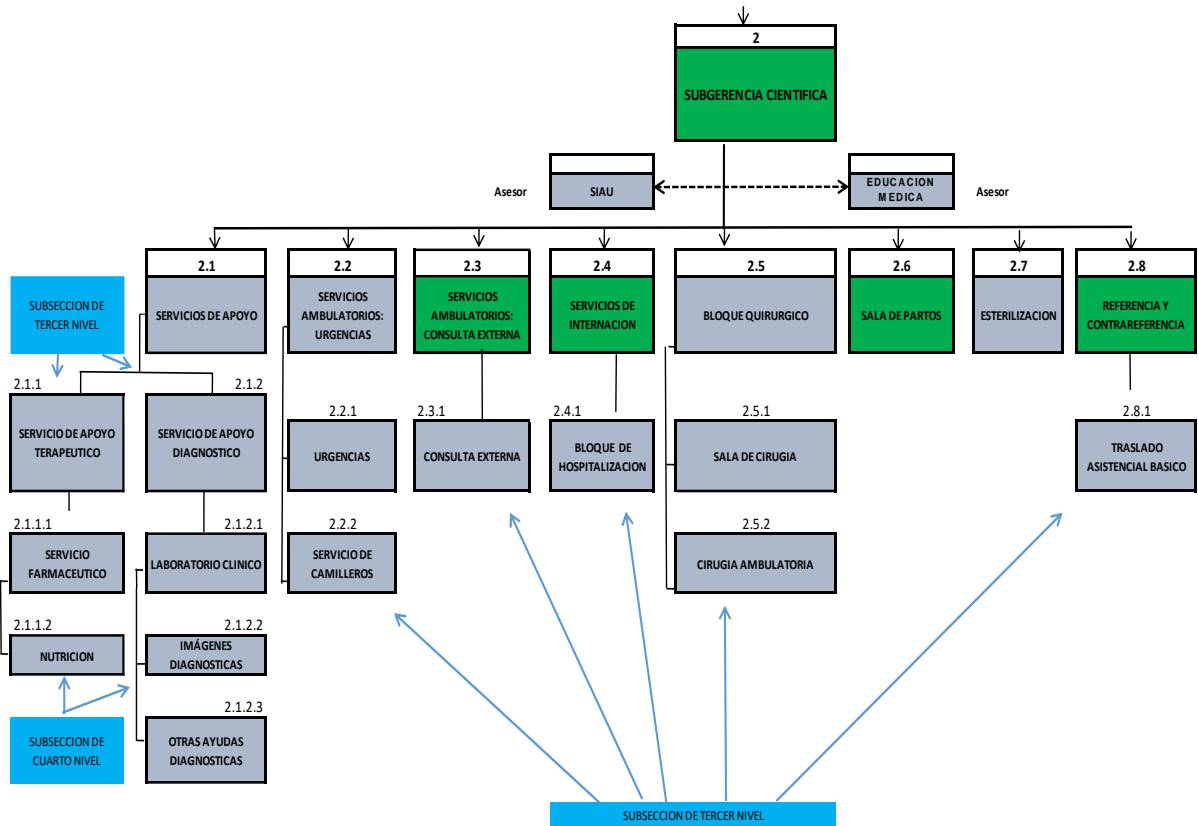 2
SUBGERENCIA CIENTIFICA
Asesor
SIAU
EDUCACION
MEDICA
Asesor
2.1
SERVICIOS DE APOYO
2.2
SERVICIOS
AMBULATORIOS:
URGENCIAS
2.3
SERVICIOS
AMBULATORIOS:
CONSULTA EXTERNA
2.4
SERVICIOS DE
INTERNACION
2.5
BLOQUE QUIRURGICO
2.6
SALA DE PARTOS
2.7
ESTERILIZACION
2.8
REFERENCIA Y
CONTRAREFERENCIA
SUBSECCION DE
TERCER NIVEL
2.1.1
SERVICIO DE APOYO
TERAPEUTICO
2.1.2
SERVICIO DE APOYO
DIAGNOSTICO
2.2.1
URGENCIAS
2.3.1
CONSULTA EXTERNA
2.4.1
BLOQUE DE
HOSPITALIZACION
2.5.1
SALA DE CIRUGIA
2.8.1
TRASLADO
ASISTENCIAL BASICO
2.1.1.1
SERVICIO
FARMACEUTICO
2.1.2.1
LABORATORIO CLINICO
2.2.2
SERVICIO DE
CAMILLEROS
2.5.2
CIRUGIA AMBULATORIA
2.1.1.2
NUTRICION
2.1.2.2
IMÁGENES
DIAGNOSTICAS
SUBSECCION DE
CUARTO NIVEL
2.1.2.3
OTRAS AYUDAS
DIAGNOSTICAS
SUBSECCION DE TERCER NIVEL